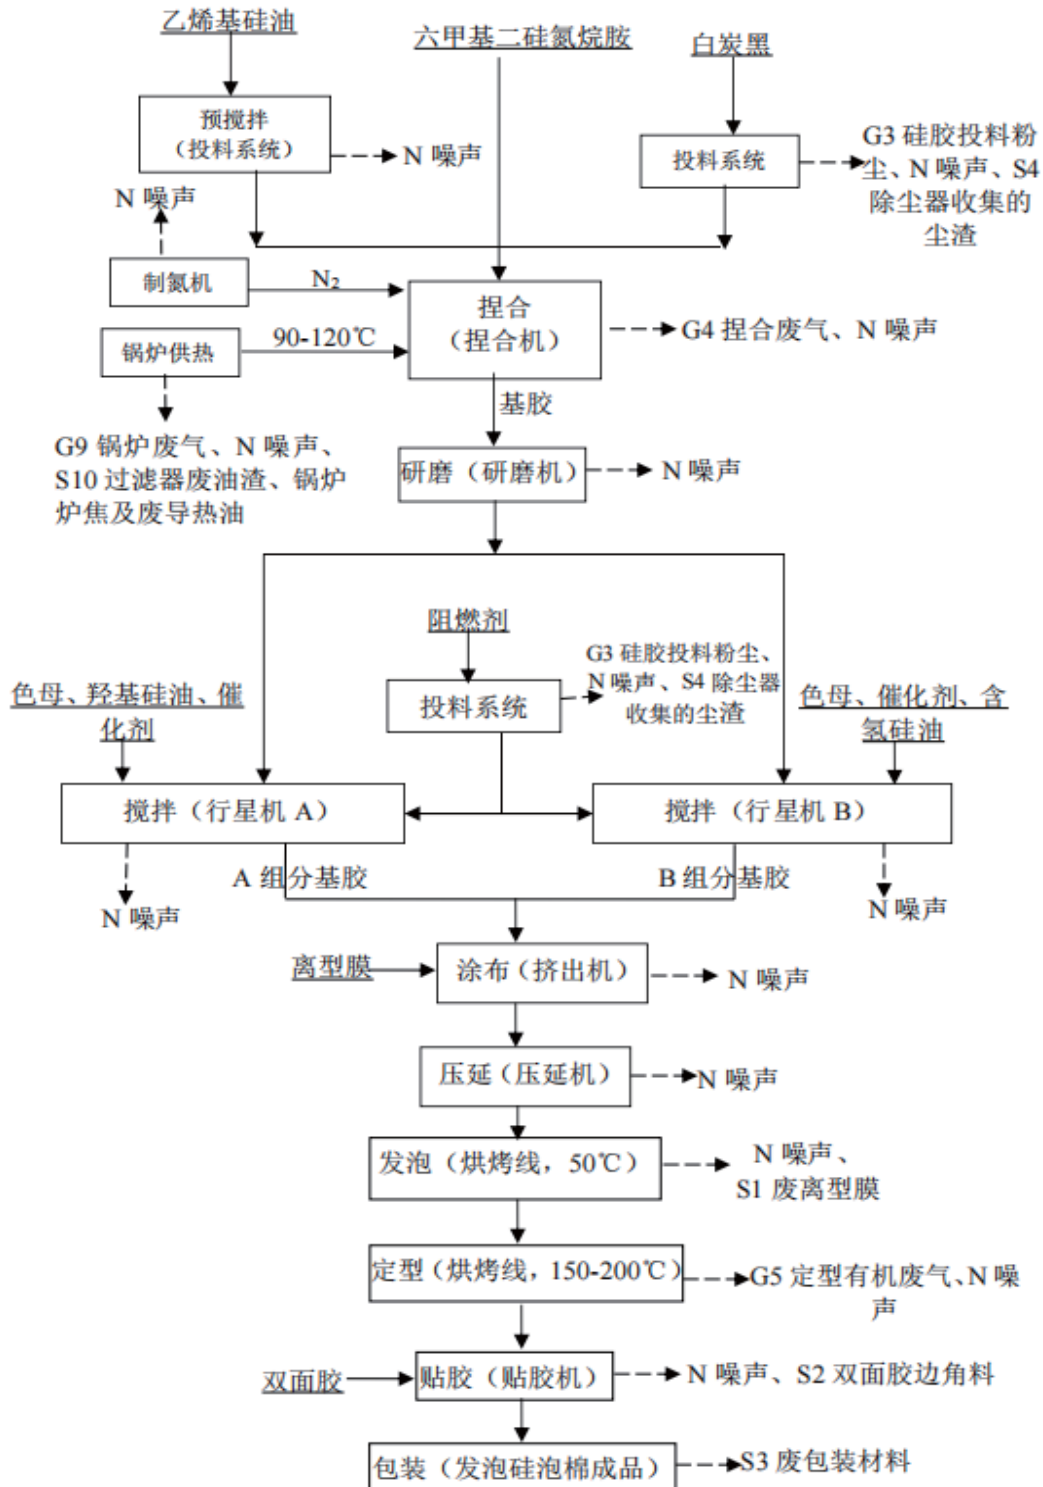 乙烯基硅油
六甲基二硅氮烷胺
白炭黑
预搅拌
（投料系统）
N 噪声
投料系统
G3 硅胶投料粉
尘、N 噪声、S4
除尘器收集的
尘渣
N 噪声
制氮机
N₂
捏合
（捏合机）
G4 捏合废气、N 噪声
锅炉供热
90-120℃
基胶
G9 锅炉废气、N 噪声、
S10 过滤器废油渣、锅炉
炉焦及废导热油
研磨（研磨机）
N 噪声
阻燃剂
投料系统
G3 硅胶投料粉尘、
N 噪声、S4 除尘器
收集的尘渣
色母、羟基硅油、催
化剂
色母、催化剂、含
氢硅油
搅拌（行星机 A）
搅拌（行星机 B）
A 组分基胶
B 组分基胶
N 噪声
N 噪声
离型膜
涂布（挤出机）
N 噪声
压延（压延机）
N 噪声
发泡（烘烤线，50℃）
N 噪声、
S1 废离型膜
定型（烘烤线，150-200℃）
G5 定型有机废气、N 噪
声
双面胶
贴胶（贴胶机）
N 噪声、S2 双面胶边角料
包装（发泡硅泡棉成品）
S3 废包装材料